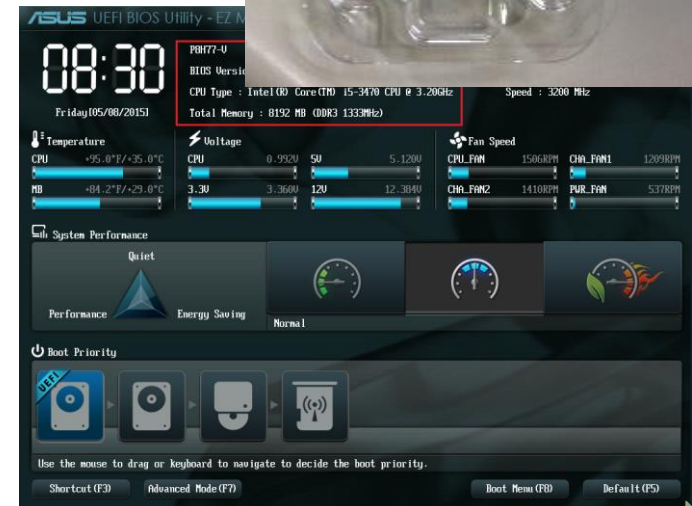 ASUS UEFI BIOS Utility - EZ M
08:30
Friday[05/08/2015]
P8H77-V
BIOS Versio
CPU Type : Intel(R) Core(TM) i5-3470 CPU @ 3.20GHz
Speed : 3200 MHz
Total Memory : 8192 MB (DDR3 1333MHz)
Temperature
CPU +95.0°F/+35.0°C
MB +84.2°F/+29.0°C
Voltage
CPU 0.992V 5V 5.120V
3.3V 3.360V 12V 12.384V
Fan Speed
CPU_FAN 1506RPM CHA_FAN1 1209RPM
CHA_FAN2 1410RPM PWR_FAN 537RPM
System Performance
Quiet
Performance
Energy Saving
Normal
Boot Priority
UEFI
Use the mouse to drag or keyboard to navigate to decide the boot priority.
Shortcut(F3)
Advanced Mode(F7)
Boot Menu(F8)
Default(F5)